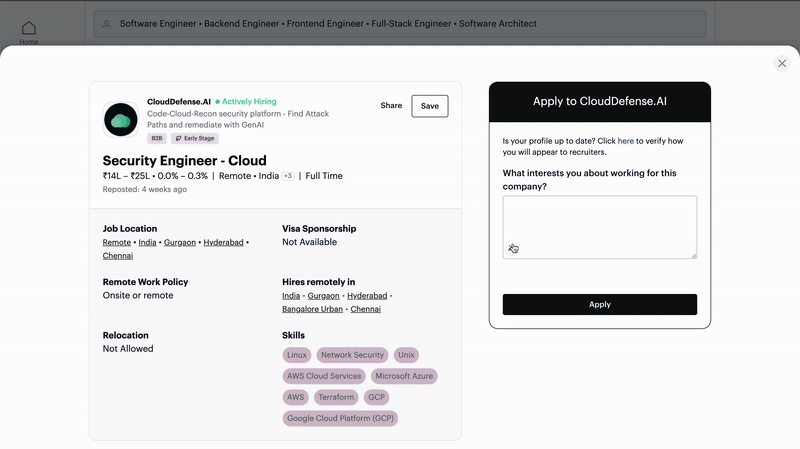 Software Engineer • Backend Engineer • Frontend Engineer • Full-Stack Engineer • Software Architect
Home
CloudDefense.AI • Actively Hiring
Code-Cloud-Recon security platform - Find Attack
Paths and remediate with GenAI
B2B Early Stage
Share Save
Security Engineer - Cloud
₹14L – ₹25L • 0.0% – 0.3% | Remote • India +3 | Full Time
Reposted: 4 weeks ago
Job Location
Remote • India • Gurgaon • Hyderabad •
Chennai
Visa Sponsorship
Not Available
Remote Work Policy
Onsite or remote
Hires remotely in
India • Gurgaon • Hyderabad •
Bangalore Urban • Chennai
Relocation
Not Allowed
Skills
Linux Network Security Unix
AWS Cloud Services Microsoft Azure
AWS Terraform GCP
Google Cloud Platform (GCP)
Apply to CloudDefense.AI
Is your profile up to date? Click here to verify how
you will appear to recruiters.
What interests you about working for this
company?
Apply